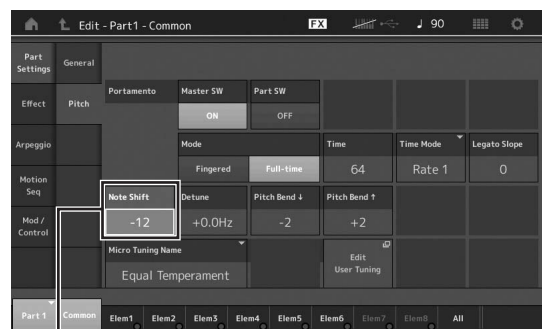 Edit - Part1 - Common FX 90
Part Settings General
Portamento Master SW Part SW
ON OFF
Effect Pitch
Arpeggio Mode Time Time Mode Legato Slope
Fingered Full-time 64 Rate 1 0
Motion Seq
Note Shift Detune Pitch Bend ↓ Pitch Bend ↑
-12 +0.0Hz -2 +2
Mod / Control
Micro Tuning Name
Equal Temperament
Edit User Tuning
Part 1 Common Elem1 Elem2 Elem3 Elem4 Elem5 Elem6 Elem7 Elem8 All